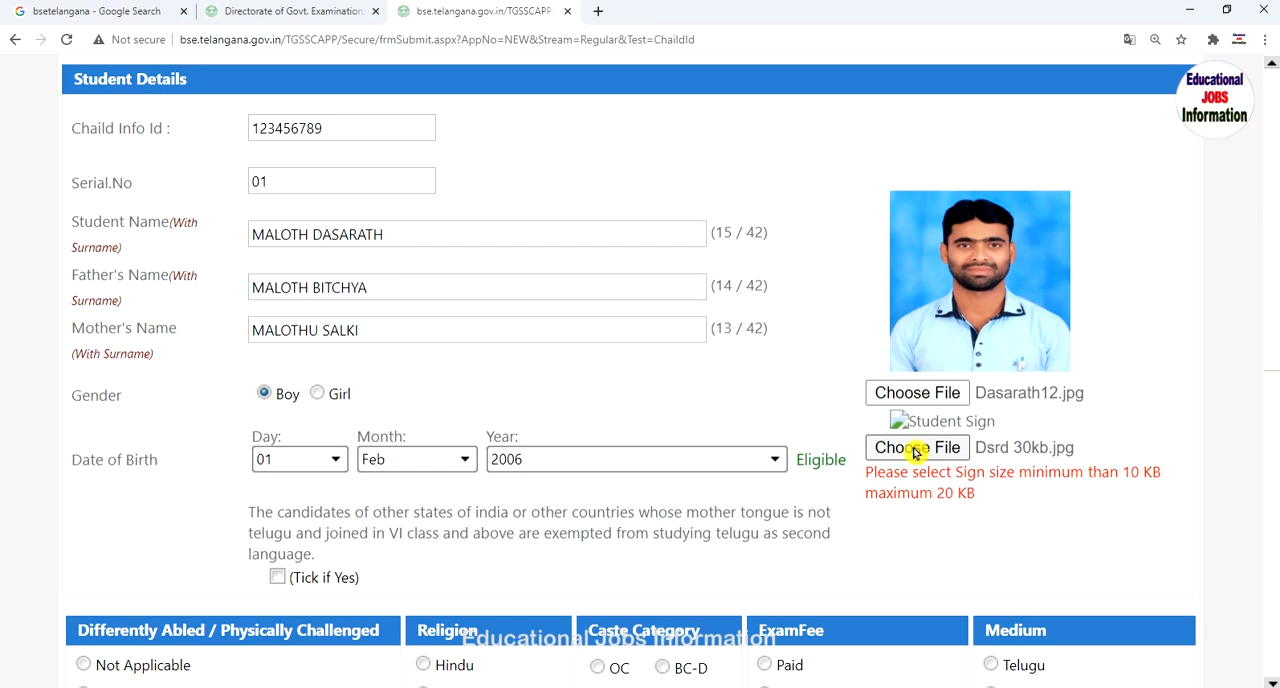 bsetelangana - Google Search
Directorate of Govt. Examination
bse.telangana.gov.in/TGSSCAPP
Not secure
bse.telangana.gov.in/TGSSCAPP/Secure/frmSubmit.aspx?AppNo=NEW&Stream=Regular&Test=ChaildId
Student Details
Educational
JOBS
Information
Chaild Info Id :
123456789
Serial.No
01
Student Name(With
Surname)
MALOTH DASARATH
(15 / 42)
Father's Name(With
Surname)
MALOTH BITCHYA
(14 / 42)
Mother's Name
(With Surname)
MALOTHU SALKI
(13 / 42)
Gender
Boy
Girl
Choose File
Dasarath12.jpg
Student Sign
Choose File
Dsrd 30kb.jpg
Please select Sign size minimum than 10 KB
maximum 20 KB
Day:
Month:
Year:
Date of Birth
01
Feb
2006
Eligible
The candidates of other states of india or other countries whose mother tongue is not
telugu and joined in VI class and above are exempted from studying telugu as second
language.
(Tick if Yes)
Differently Abled / Physically Challenged
Religion
Caste Category
ExamFee
Medium
Educational Jobs Information
Not Applicable
Hindu
OC
BC-D
Paid
Telugu